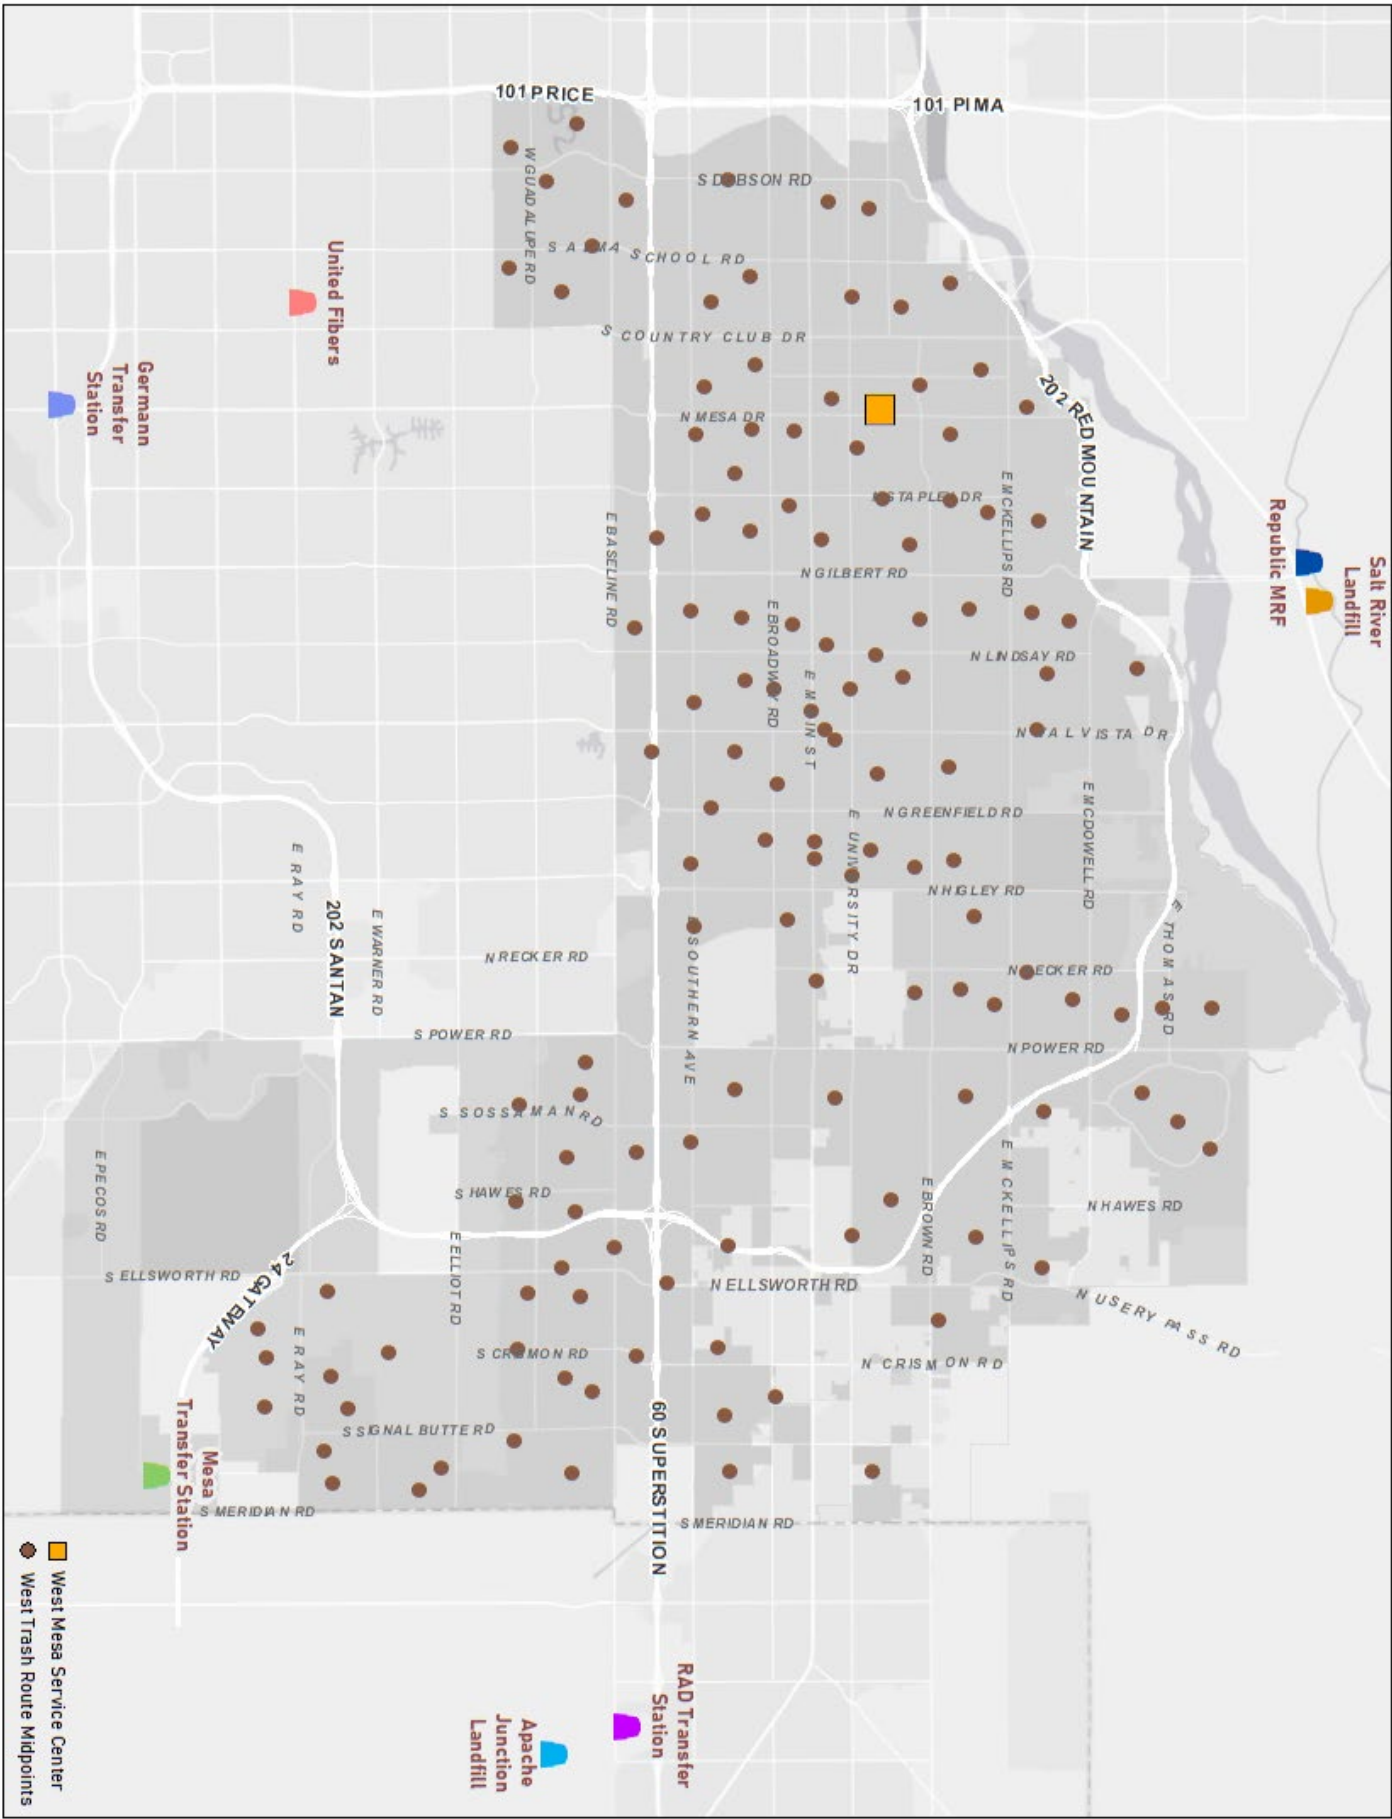 101 PRICE
101 PIMA
S DOBSON RD
W GUADALUPE RD
S ALMA SCHOOL RD
United Fibers
S COUNTRY CLUB DR
Germann
Transfer
Station
202 RED MOUNTAIN
N MESA DR
N STAPLEY DR
E MCKELLIPS RD
Republic MRF
Salt River
Landfill
E BASELINE RD
N GILBERT RD
E BROADWAY RD
N LINDSAY RD
E MAIN ST
N VAL VISTA DR
E MCDOWELL RD
N GREENFIELD RD
E UNIVERSITY DR
E RAY RD
N HIGLEY RD
202 SANTAN
E WARNER RD
E THOMAS RD
E SOUTHERN AVE
N RECKER RD
N RECKER RD
S POWER RD
N POWER RD
S SOSSAMAN RD
E PECOS RD
E MCKELLIPS RD
S HAWES RD
E BROWN RD
N HAWES RD
E ELLIOT RD
24 GATEWAY
S ELLSWORTH RD
N ELLSWORTH RD
N USERY PASS RD
E RAY RD
S CRISMON RD
N CRISMON RD
S SIGNAL BUTTE RD
60 SUPERSTITION
Mesa
Transfer Station
S MERIDIAN RD
S MERIDIAN RD
RAD Transfer
Station
Apache
Junction
Landfill
West Mesa Service Center
West Trash Route Midpoints